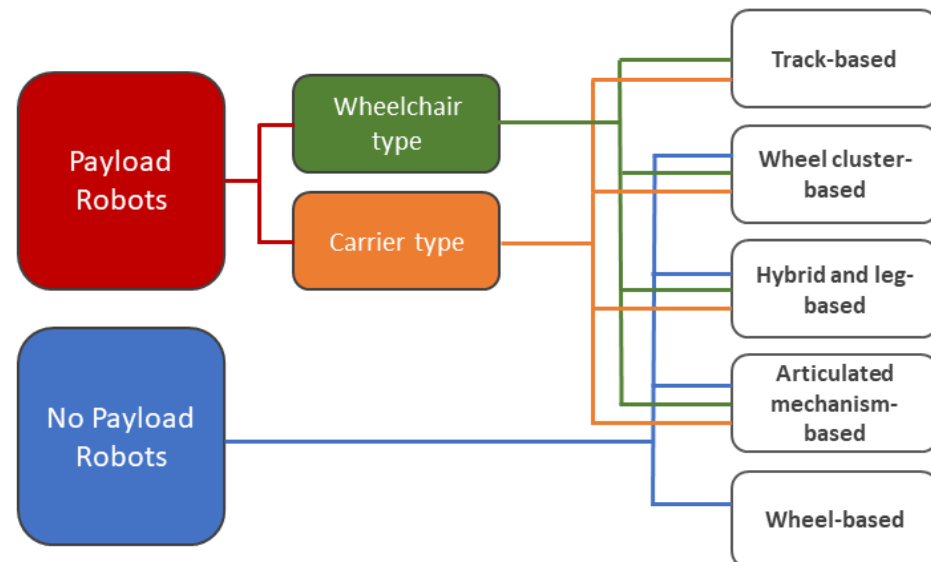 Payload
Robots
Wheelchair
type
Carrier type
No Payload
Robots
Track-based
Wheel cluster-
based
Hybrid and leg-
based
Articulated
mechanism-
based
Wheel-based